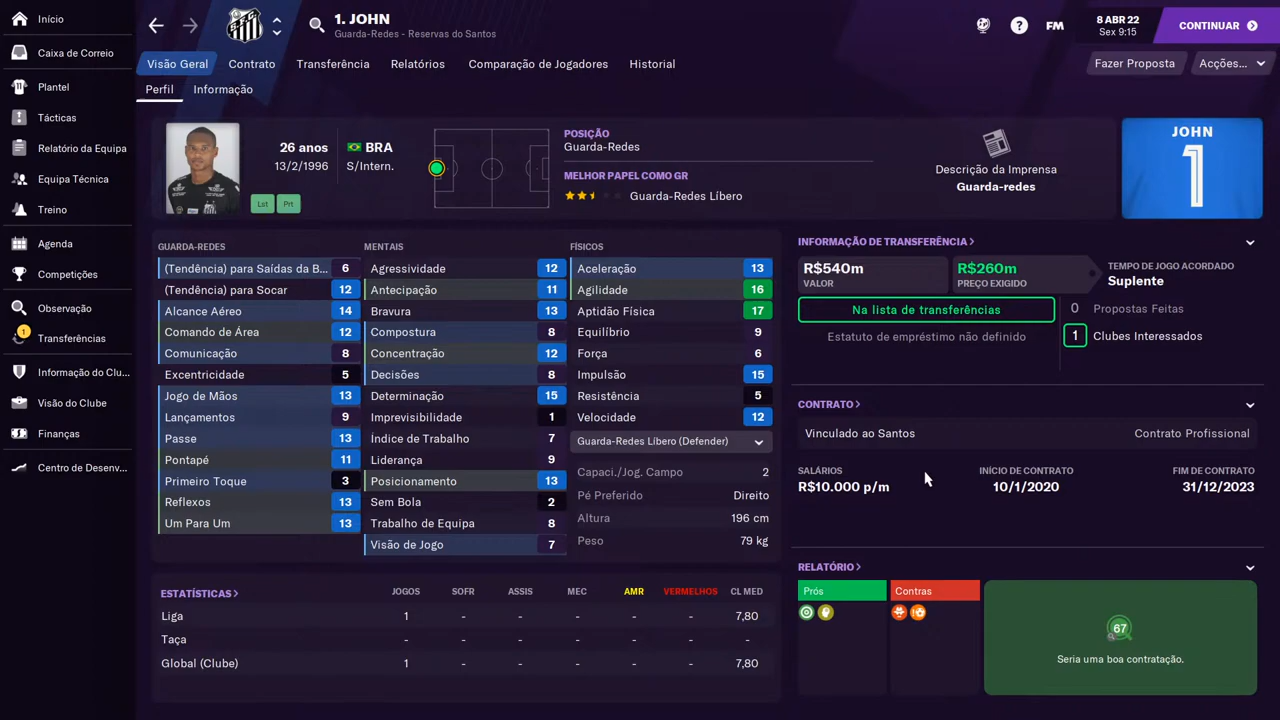 Início
Caixa de Correio
Plantel
Tácticas
Relatório da Equipa
Equipa Técnica
Treino
Agenda
Competições
Observação
1
Transferências
Informação do Clu...
Visão do Clube
Finanças
Centro de Desenv...
1. JOHN
Guarda-Redes - Reservas do Santos
?
FM
8 ABR 22
Sex 9:15
CONTINUAR
Visão Geral Contrato Transferência Relatórios Comparação de Jogadores Historial
Fazer Proposta Acções...
Perfil Informação
26 anos
13/2/1996
BRA
S/Intern.
Lst Prt
POSIÇÃO
Guarda-Redes
MELHOR PAPEL COMO GR
Guarda-Redes Líbero
Descrição da Imprensa
Guarda-redes
JOHN
1
GUARDA-REDES
(Tendência) para Saídas da B... 6
(Tendência) para Socar 12
Alcance Aéreo 14
Comando de Área 12
Comunicação 8
Excentricidade 5
Jogo de Mãos 13
Lançamentos 9
Passe 13
Pontapé 11
Primeiro Toque 3
Reflexos 13
Um Para Um 13
MENTAIS
Agressividade 12
Antecipação 11
Bravura 13
Compostura 8
Concentração 12
Decisões 8
Determinação 15
Imprevisibilidade 1
Índice de Trabalho 7
Liderança 9
Posicionamento 13
Sem Bola 2
Trabalho de Equipa 8
Visão de Jogo 7
FÍSICOS
Aceleração 13
Agilidade 16
Aptidão Física 17
Equilíbrio 9
Força 6
Impulsão 15
Resistência 5
Velocidade 12
Guarda-Redes Líbero (Defender)
Capaci./Jog. Campo 2
Pé Preferido Direito
Altura 196 cm
Peso 79 kg
INFORMAÇÃO DE TRANSFERÊNCIA >
R$540m
VALOR
R$260m
PREÇO EXIGIDO
TEMPO DE JOGO ACORDADO
Suplente
Na lista de transferências
Estatuto de empréstimo não definido
0 Propostas Feitas
1 Clubes Interessados
CONTRATO >
Vinculado ao Santos Contrato Profissional
SALÁRIOS INÍCIO DE CONTRATO FIM DE CONTRATO
R$10.000 p/m 10/1/2020 31/12/2023
RELATÓRIO >
Prós Contras
67
Seria uma boa contratação.
ESTATÍSTICAS > JOGOS SOFR ASSIS MEC AMR VERMELHOS CL MED
Liga 1 - - - - - 7,80
Taça - - - - - - -
Global (Clube) 1 - - - - - 7,80